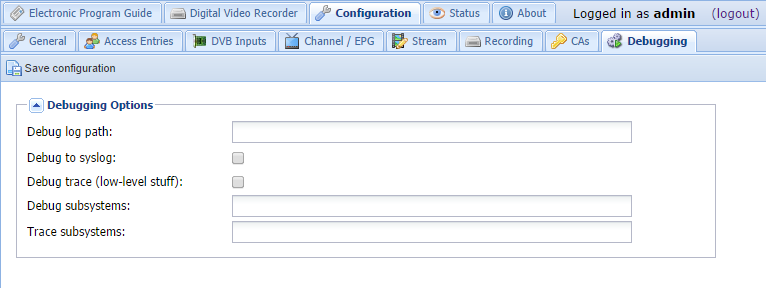 Electronic Program Guide Digital Video Recorder Configuration Status About Logged in as admin (logout)
General Access Entries DVB Inputs Channel / EPG Stream Recording CAs Debugging
Save configuration
Debugging Options
Debug log path:
Debug to syslog:
Debug trace (low-level stuff):
Debug subsystems:
Trace subsystems: